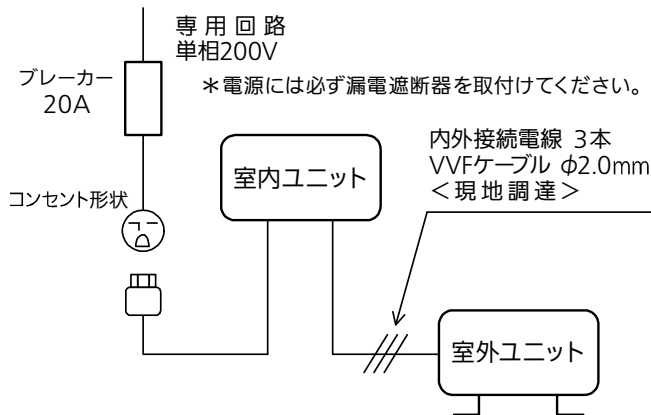 専用回路
単相200V
ブレーカー
20A
＊電源には必ず漏電遮断器を取付けてください。
内外接続電線 3本
VVFケーブル φ2.0mm
＜現地調達＞
室内ユニット
コンセント形状
室外ユニット